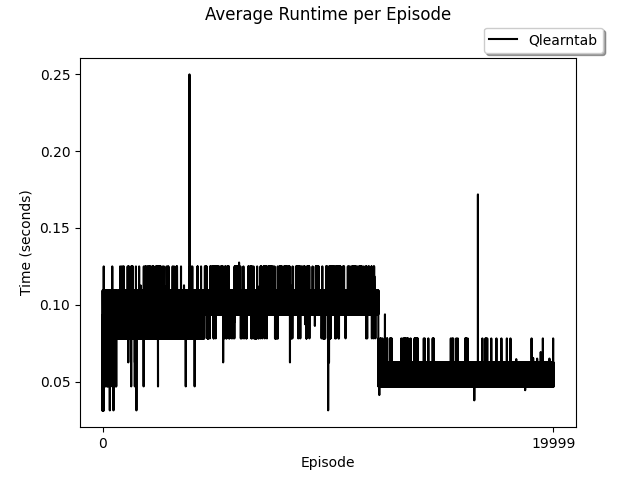 Average Runtime per Episode
Qlearntab
0.25
0.20
0.15
0.10
0.05
Time (seconds)
0 19999
Episode